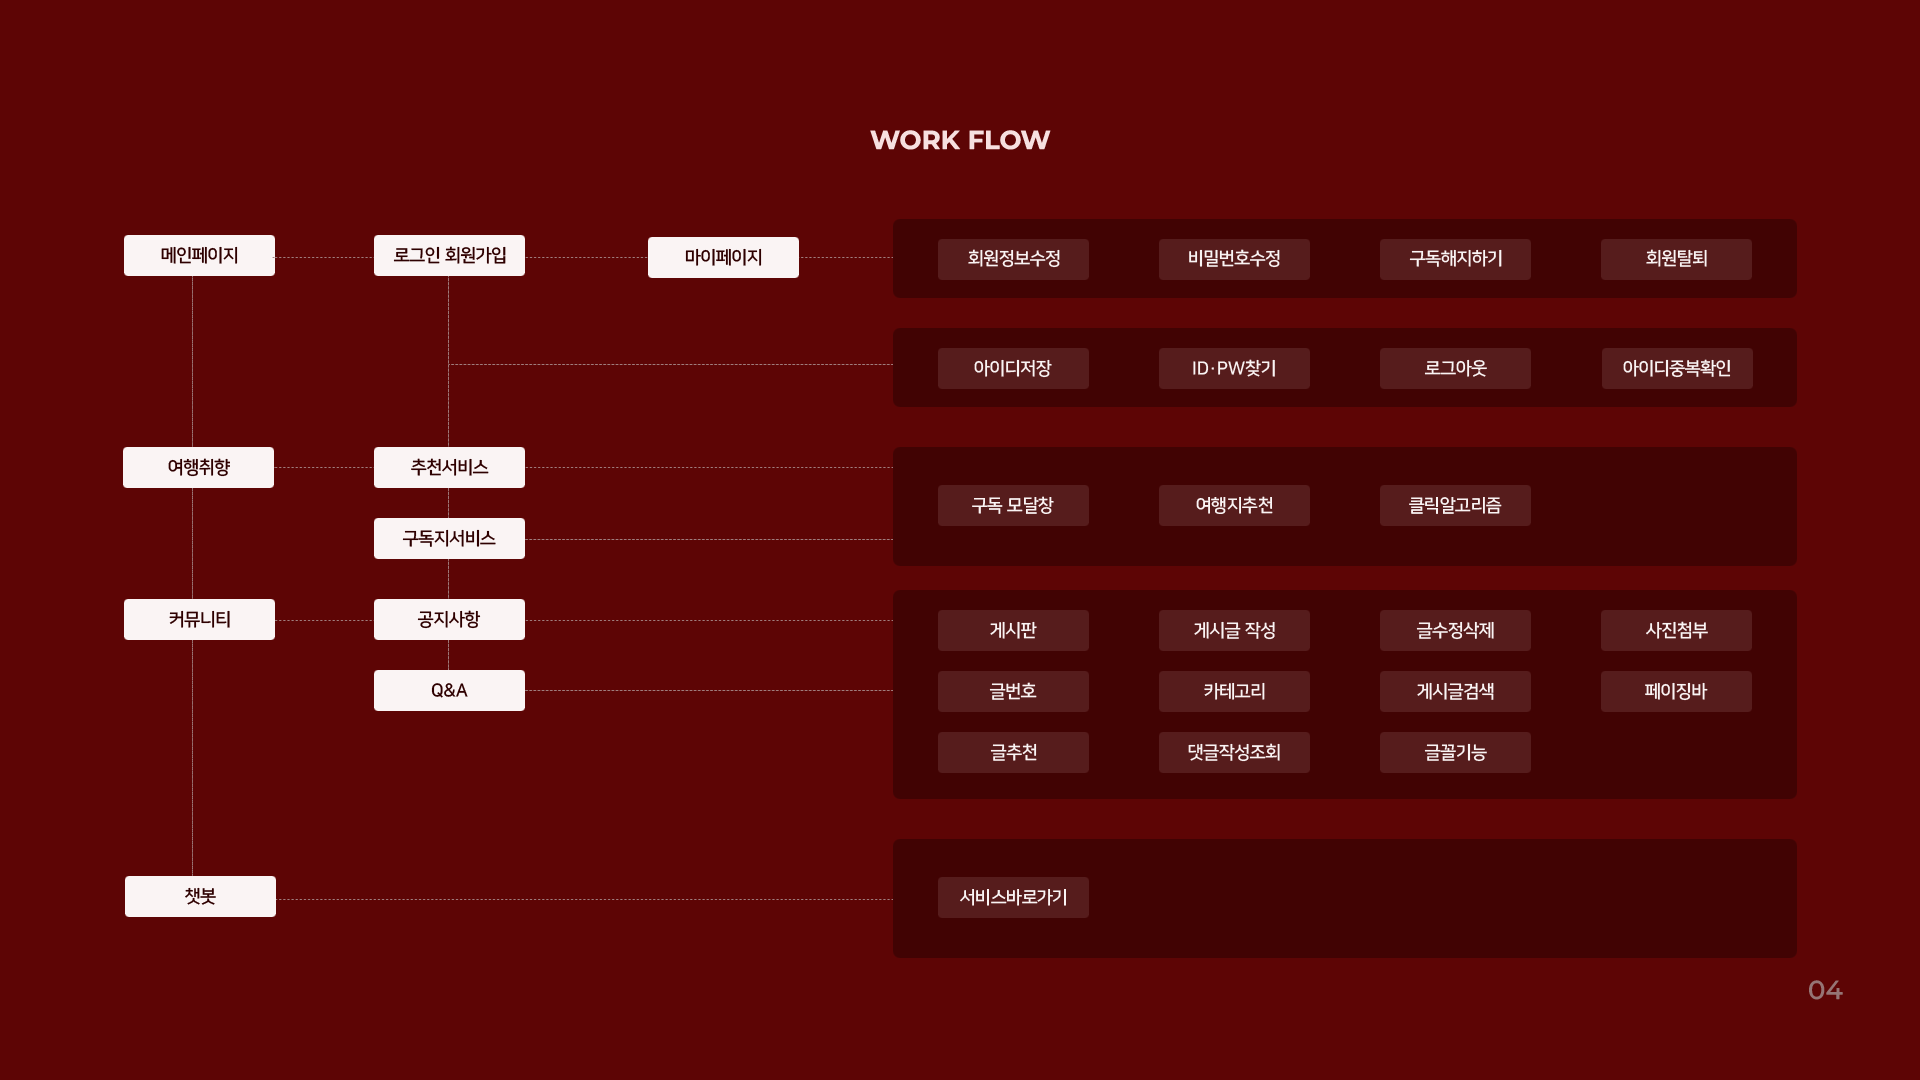 WORK FLOW
메인페이지
로그인 회원가입
마이페이지
회원정보수정
비밀번호수정
구독해지하기
회원탈퇴
아이디저장
ID·PW찾기
로그아웃
아이디중복확인
여행취향
추천서비스
구독지서비스
구독 모달창
여행지추천
클릭알고리즘
커뮤니티
공지사항
Q&A
게시판
게시글 작성
글수정삭제
사진첨부
글번호
카테고리
게시글검색
페이징바
글추천
댓글작성조회
글꼴기능
챗봇
서비스바로가기
04